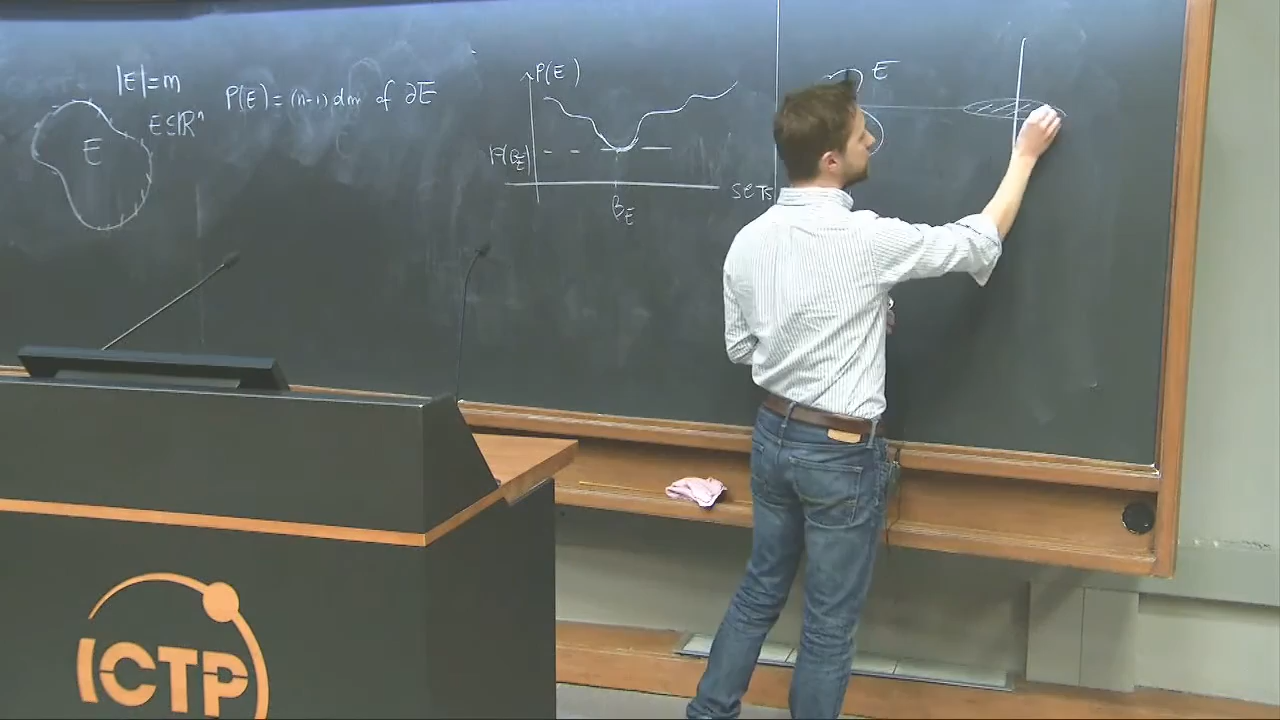 |E|=m
E⊆ℝⁿ
E
P(E)=(n-1) dim of ∂E
P(E)
P(B_E)
B_E
SETS
E
ICTP